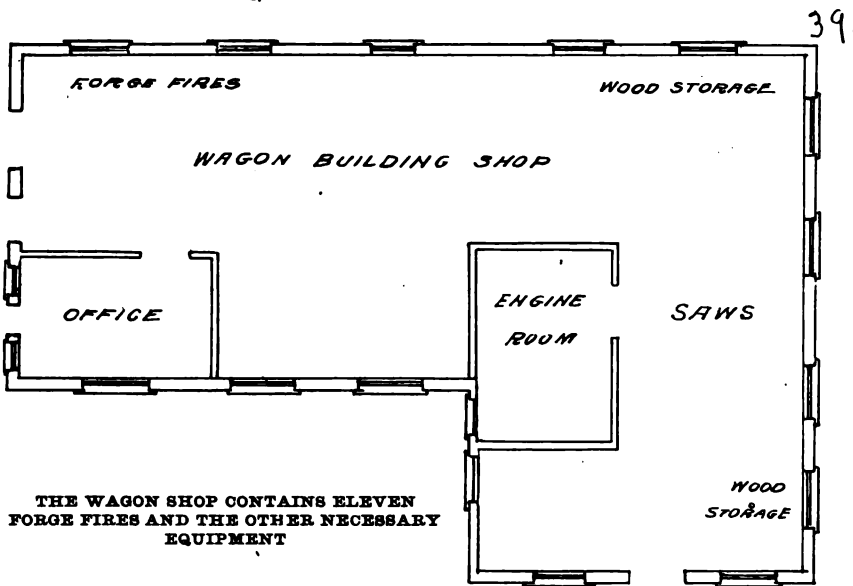 39
FORGE FIRES
WOOD STORAGE
WAGON BUILDING SHOP
OFFICE
ENGINE
ROOM
SAWS
WOOD
STORAGE
THE WAGON SHOP CONTAINS ELEVEN
FORGE FIRES AND THE OTHER NECESSARY
EQUIPMENT